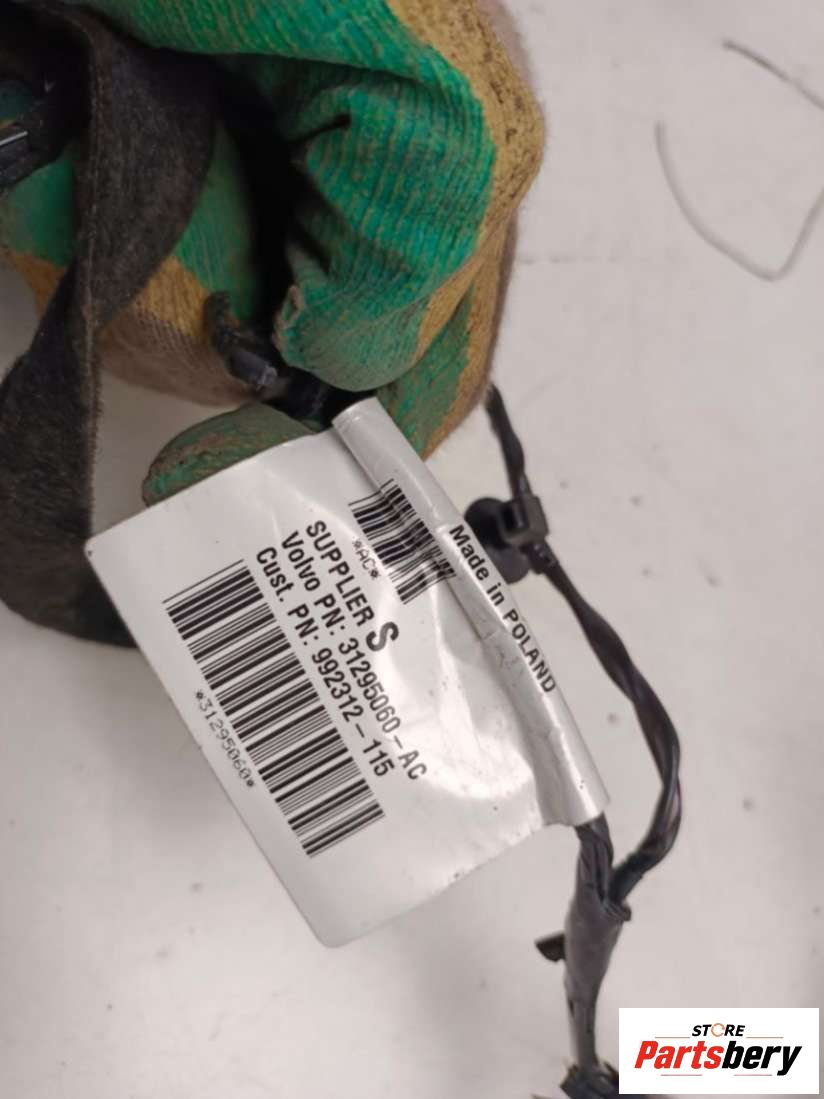 *AC*
Made in POLAND
SUPPLIER S
Volvo PN: 31295060-AC
Cust. PN: 992312-115
*31295060*
STORE
Partsbery